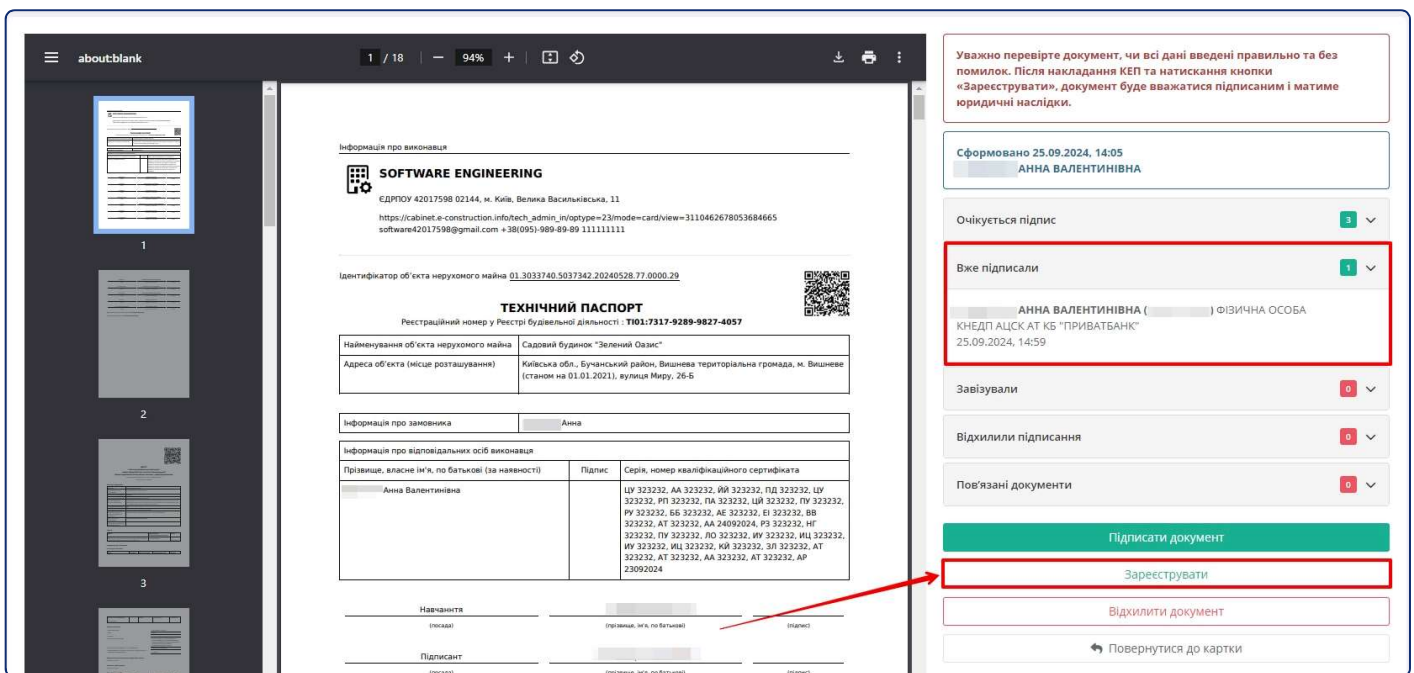 about:blank
1 / 18 | — 94% +
1
2
3
Інформація про виконавця
SOFTWARE ENGINEERING
ЄДРПОУ 42017598 02144, м. Київ, Велика Васильківська, 11
https://cabinet.e-construction.info/tech_admin_in/optype=23/mode=card/view=3110462678053684665
software42017598@gmail.com +38(095)-989-89-89 111111111
Ідентифікатор об'єкта нерухомого майна 01.3033740.5037342.20240528.77.0000.29
ТЕХНІЧНИЙ ПАСПОРТ
Реєстраційний номер у Реєстрі будівельної діяльності : ТІ01:7317-9289-9827-4057
Найменування об'єкта нерухомого майна Садовий будинок "Зелений Оазис"
Адреса об'єкта (місце розташування) Київська обл., Бучанський район, Вишнева територіальна громада, м. Вишневе
(станом на 01.01.2021), вулиця Миру, 26-Б
Інформація про замовника Анна
Інформація про відповідальних осіб виконавця
Прізвище, власне ім'я, по батькові (за наявності) Підпис Серія, номер кваліфікаційного сертифіката
Анна Валентинівна ЦУ 323232, АА 323232, ЙЙ 323232, ПД 323232, ЦУ
323232, РП 323232, ПА 323232, ЦЙ 323232, ПУ 323232,
РУ 323232, ББ 323232, АЕ 323232, ЕІ 323232, ВВ
323232, АТ 323232, АА 24092024, РЗ 323232, НГ
323232, ПУ 323232, ЛО 323232, ИУ 323232, ИЦ 323232,
ИУ 323232, ИЦ 323232, КЙ 323232, ЗЛ 323232, АТ
323232, АТ 323232, АА 323232, АТ 323232, АР
23092024
Навчаннтя
(посада) (прізвище, ім'я, по батькові) (підпис)
Підписант
(посада) (прізвище, ім'я, по батькові) (підпис)
Уважно перевірте документ, чи всі дані введені правильно та без
помилок. Після накладання КЕП та натискання кнопки
«Зареєструвати», документ буде вважатися підписаним і матиме
юридичні наслідки.
Сформовано 25.09.2024, 14:05
АННА ВАЛЕНТИНІВНА
Очікується підпис 3
Вже підписали 1
АННА ВАЛЕНТИНІВНА ( ) ФІЗИЧНА ОСОБА
КНЕДП АЦСК АТ КБ "ПРИВАТБАНК"
25.09.2024, 14:59
Завізували 0
Відхилили підписання 0
Пов'язані документи 0
Підписати документ
Зареєструвати
Відхилити документ
Повернутися до картки